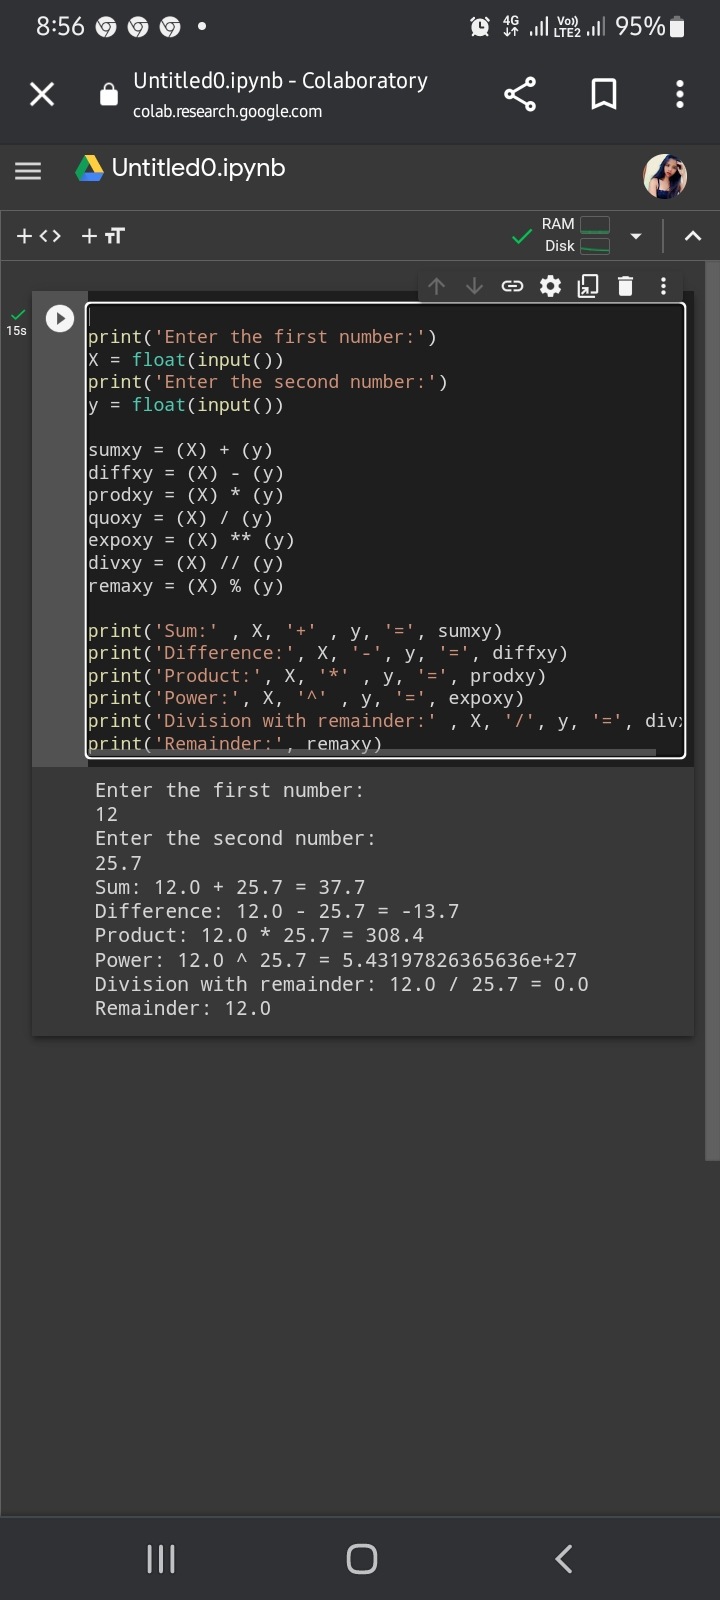 8:56 4G Vo)) LTE2 95%
Untitled0.ipynb - Colaboratory
colab.research.google.com
Untitled0.ipynb
+ <> + TT RAM
Disk
15s
print('Enter the first number:')
X = float(input())
print('Enter the second number:')
y = float(input())
sumxy = (X) + (y)
diffxy = (X) - (y)
prodxy = (X) * (y)
quoxy = (X) / (y)
expoxy = (X) ** (y)
divxy = (X) // (y)
remaxy = (X) % (y)
print('Sum:' , X, '+' , y, '=', sumxy)
print('Difference:', X, '-', y, '=', diffxy)
print('Product:', X, '*' , y, '=', prodxy)
print('Power:', X, '^' , y, '=', expoxy)
print('Division with remainder:' , X, '/', y, '=', div
print('Remainder:', remaxy)
Enter the first number:
12
Enter the second number:
25.7
Sum: 12.0 + 25.7 = 37.7
Difference: 12.0 - 25.7 = -13.7
Product: 12.0 * 25.7 = 308.4
Power: 12.0 ^ 25.7 = 5.43197826365636e+27
Division with remainder: 12.0 / 25.7 = 0.0
Remainder: 12.0